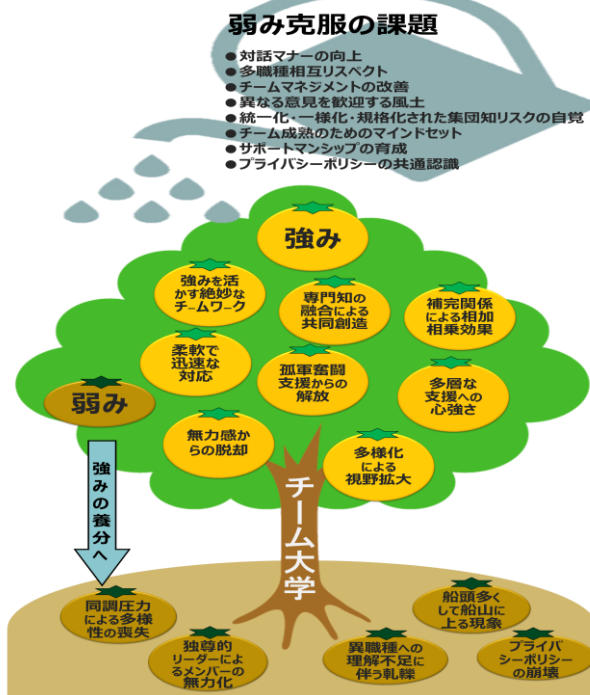 弱み克服の課題
●対話マナーの向上
●多職種相互リスペクト
●チームマネジメントの改善
●異なる意見を歓迎する風土
●統一化・一様化・規格化された集団知リスクの自覚
●チーム成熟のためのマインドセット
●サポートマンシップの育成
●プライバシーポリシーの共通認識
強み
強みを活
かす絶妙な
チームワーク
専門知の
融合による
共同創造
補完関係
による相加
相乗効果
柔軟で
迅速な
対応
孤軍奮闘
支援からの
解放
多層な
支援への
心強さ
弱み
無力感か
らの脱却
多様化
による
視野拡大
強みの養分へ
チーム大学
同調圧力
による多様
性の喪失
独尊的
リーダーによ
るメンバーの
無力化
異職種への
理解不足に
伴う軋轢
船頭多く
して船山に
上る現象
プライバ
シーポリシー
の崩壊